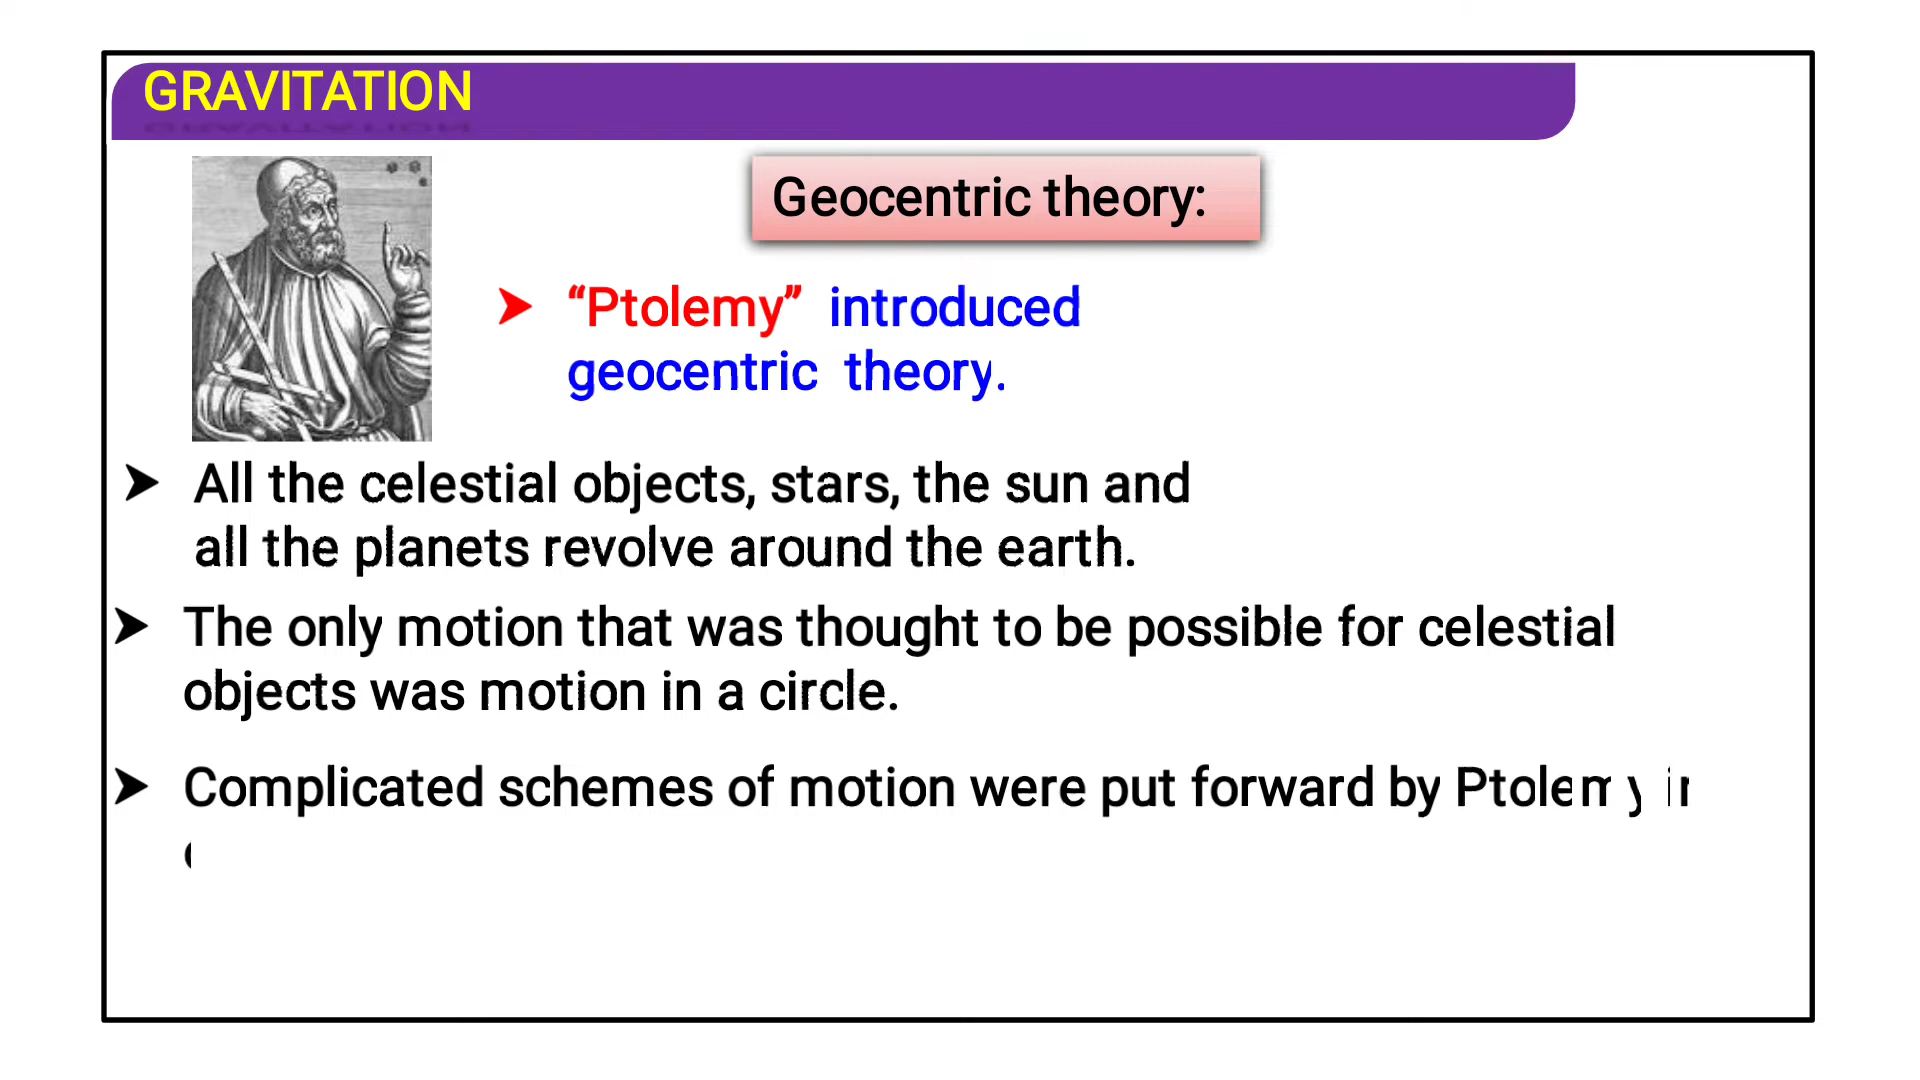 GRAVITATION
Geocentric theory:
➤ “Ptolemy” introduced
geocentric theory.
➤ All the celestial objects, stars, the sun and
all the planets revolve around the earth.
➤ The only motion that was thought to be possible for celestial
objects was motion in a circle.
➤ Complicated schemes of motion were put forward by Ptolemy